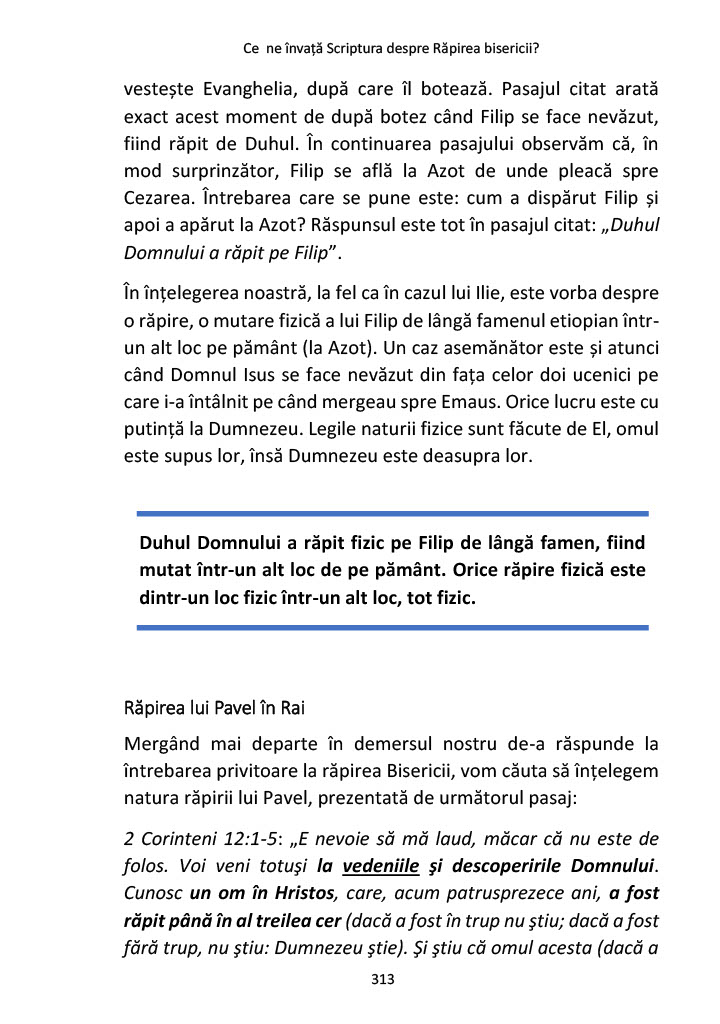 Ce  ne învață Scriptura despre Răpirea bisericii?
vestește Evanghelia, după care îl botează. Pasajul citat arată
exact acest moment de după botez când Filip se face nevăzut,
fiind răpit de Duhul. În continuarea pasajului observăm că, în
mod surprinzător, Filip se află la Azot de unde pleacă spre
Cezarea. Întrebarea care se pune este: cum a dispărut Filip și
apoi a apărut la Azot? Răspunsul este tot în pasajul citat: „Duhul
Domnului a răpit pe Filip”.
În înțelegerea noastră, la fel ca în cazul lui Ilie, este vorba despre
o răpire, o mutare fizică a lui Filip de lângă famenul etiopian într-
un alt loc pe pământ (la Azot). Un caz asemănător este și atunci
când Domnul Isus se face nevăzut din fața celor doi ucenici pe
care i-a întâlnit pe când mergeau spre Emaus. Orice lucru este cu
putință la Dumnezeu. Legile naturii fizice sunt făcute de El, omul
este supus lor, însă Dumnezeu este deasupra lor.
Duhul Domnului a răpit fizic pe Filip de lângă famen, fiind
mutat într-un alt loc de pe pământ. Orice răpire fizică este
dintr-un loc fizic într-un alt loc, tot fizic.
Răpirea lui Pavel în Rai
Mergând mai departe în demersul nostru de-a răspunde la
întrebarea privitoare la răpirea Bisericii, vom căuta să înțelegem
natura răpirii lui Pavel, prezentată de următorul pasaj:
2 Corinteni 12:1-5: „E nevoie să mă laud, măcar că nu este de
folos. Voi veni totuşi la vedeniile şi descoperirile Domnului.
Cunosc un om în Hristos, care, acum patrusprezece ani, a fost
răpit până în al treilea cer (dacă a fost în trup nu ştiu; dacă a fost
fără trup, nu ştiu: Dumnezeu ştie). Şi ştiu că omul acesta (dacă a
313